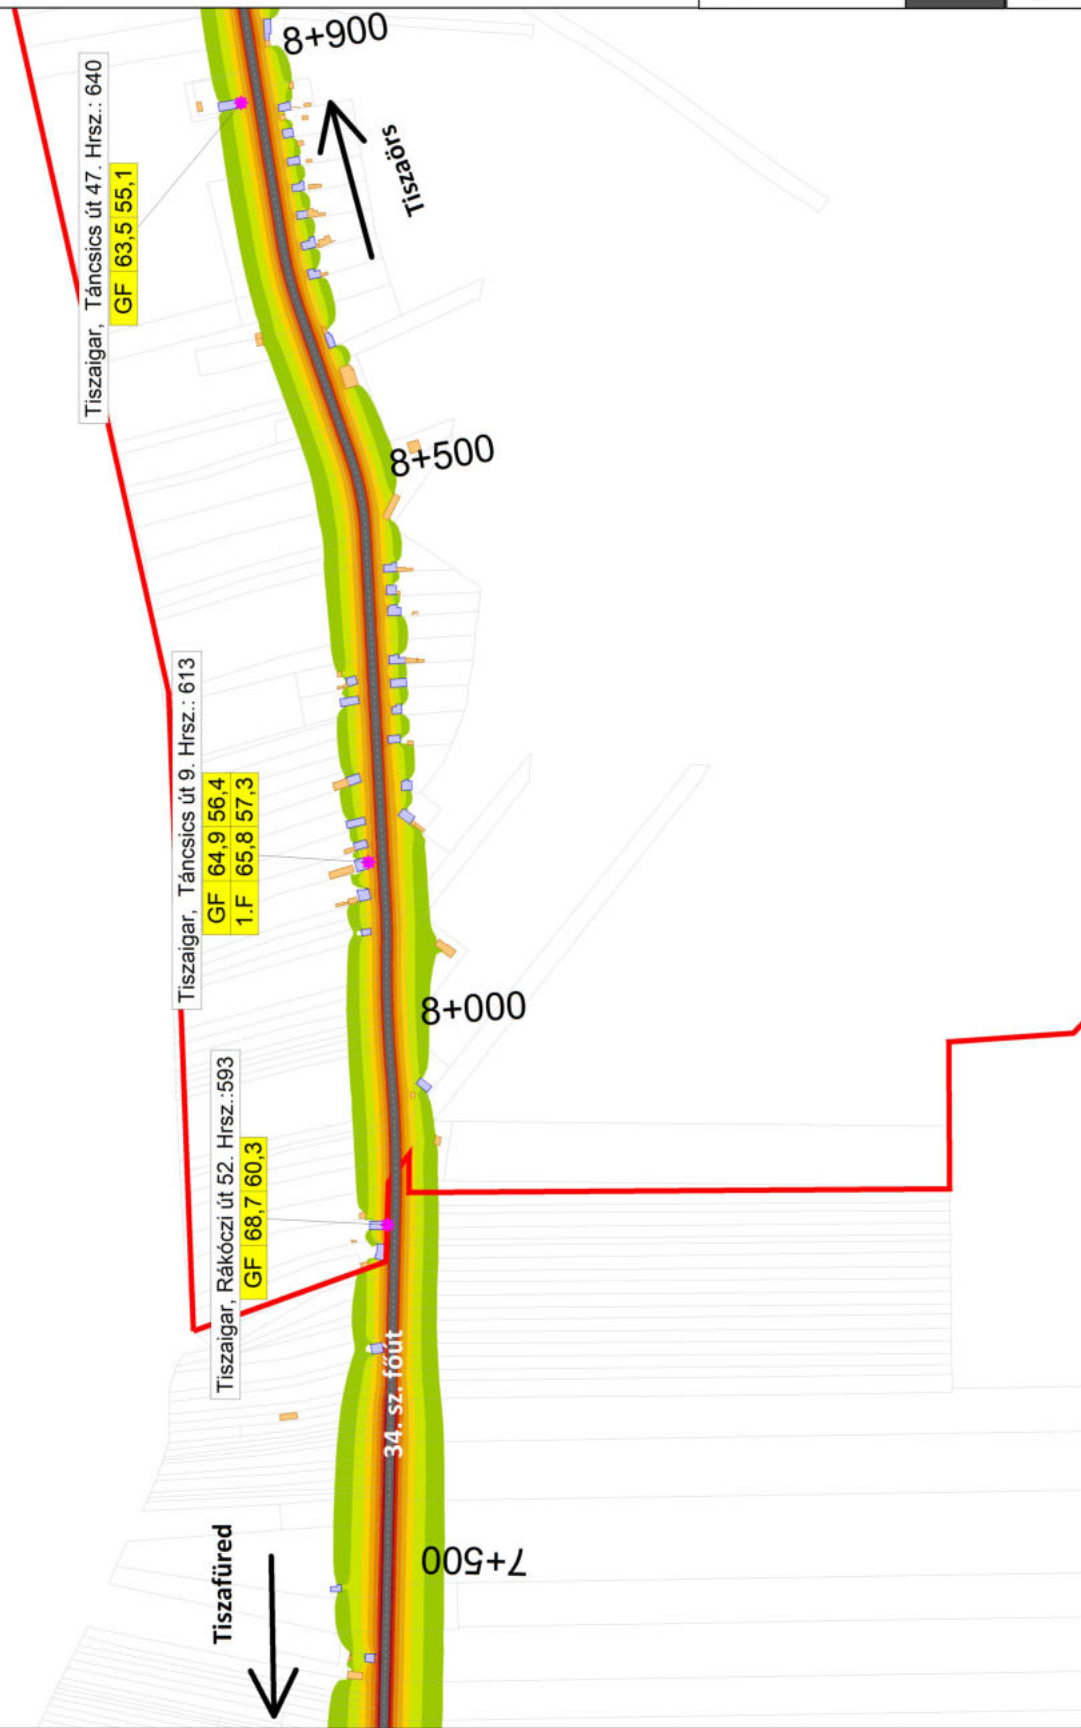 8+900
Tiszaigar, Táncsics út 47. Hrsz.: 640
GF 63,5 55,1
Tiszaörs
8+500
Tiszaigar, Táncsics út 9. Hrsz.: 613
GF 64,9 56,4
1.F 65,8 57,3
8+000
Tiszaigar, Rákóczi út 52. Hrsz.:593
GF 68,7 60,3
34. sz. főút
7+500
Tiszafüred